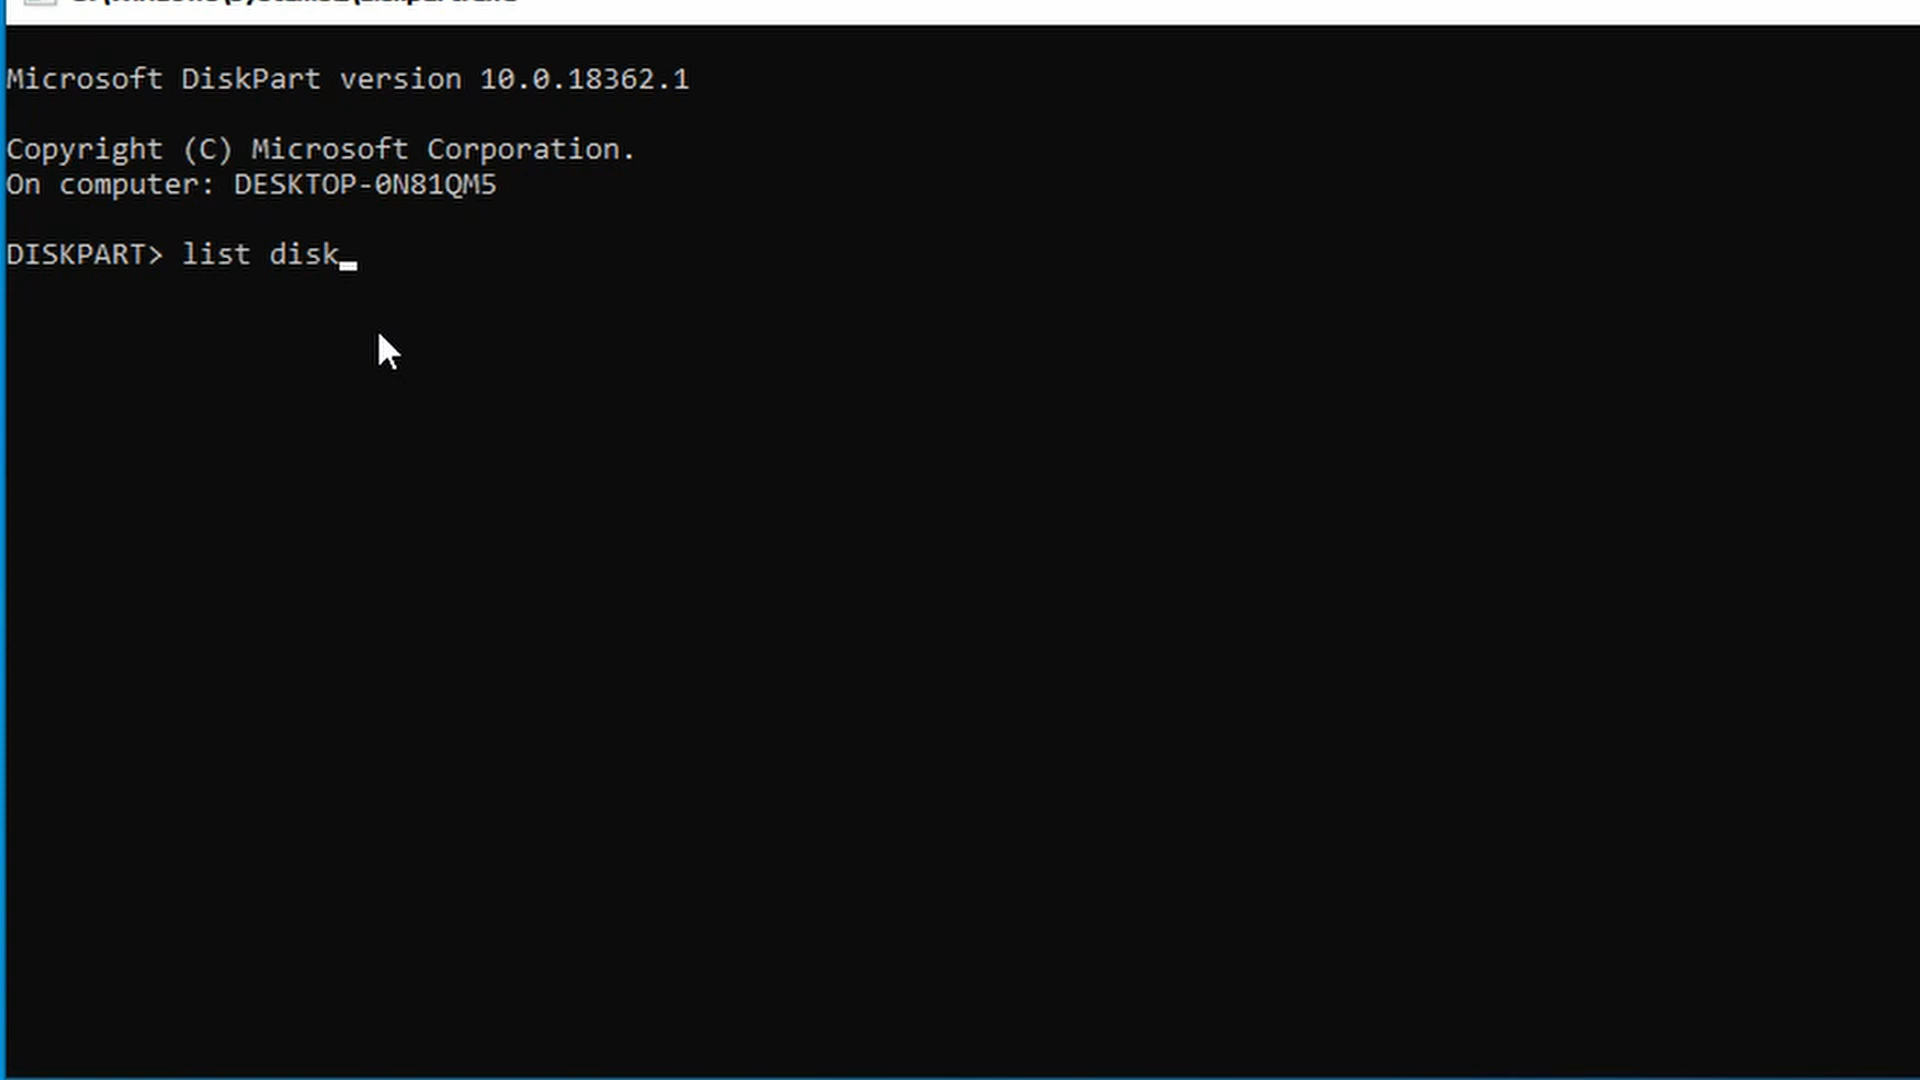 Microsoft DiskPart version 10.0.18362.1
Copyright (C) Microsoft Corporation.
On computer: DESKTOP-0N81QM5
DISKPART> list disk